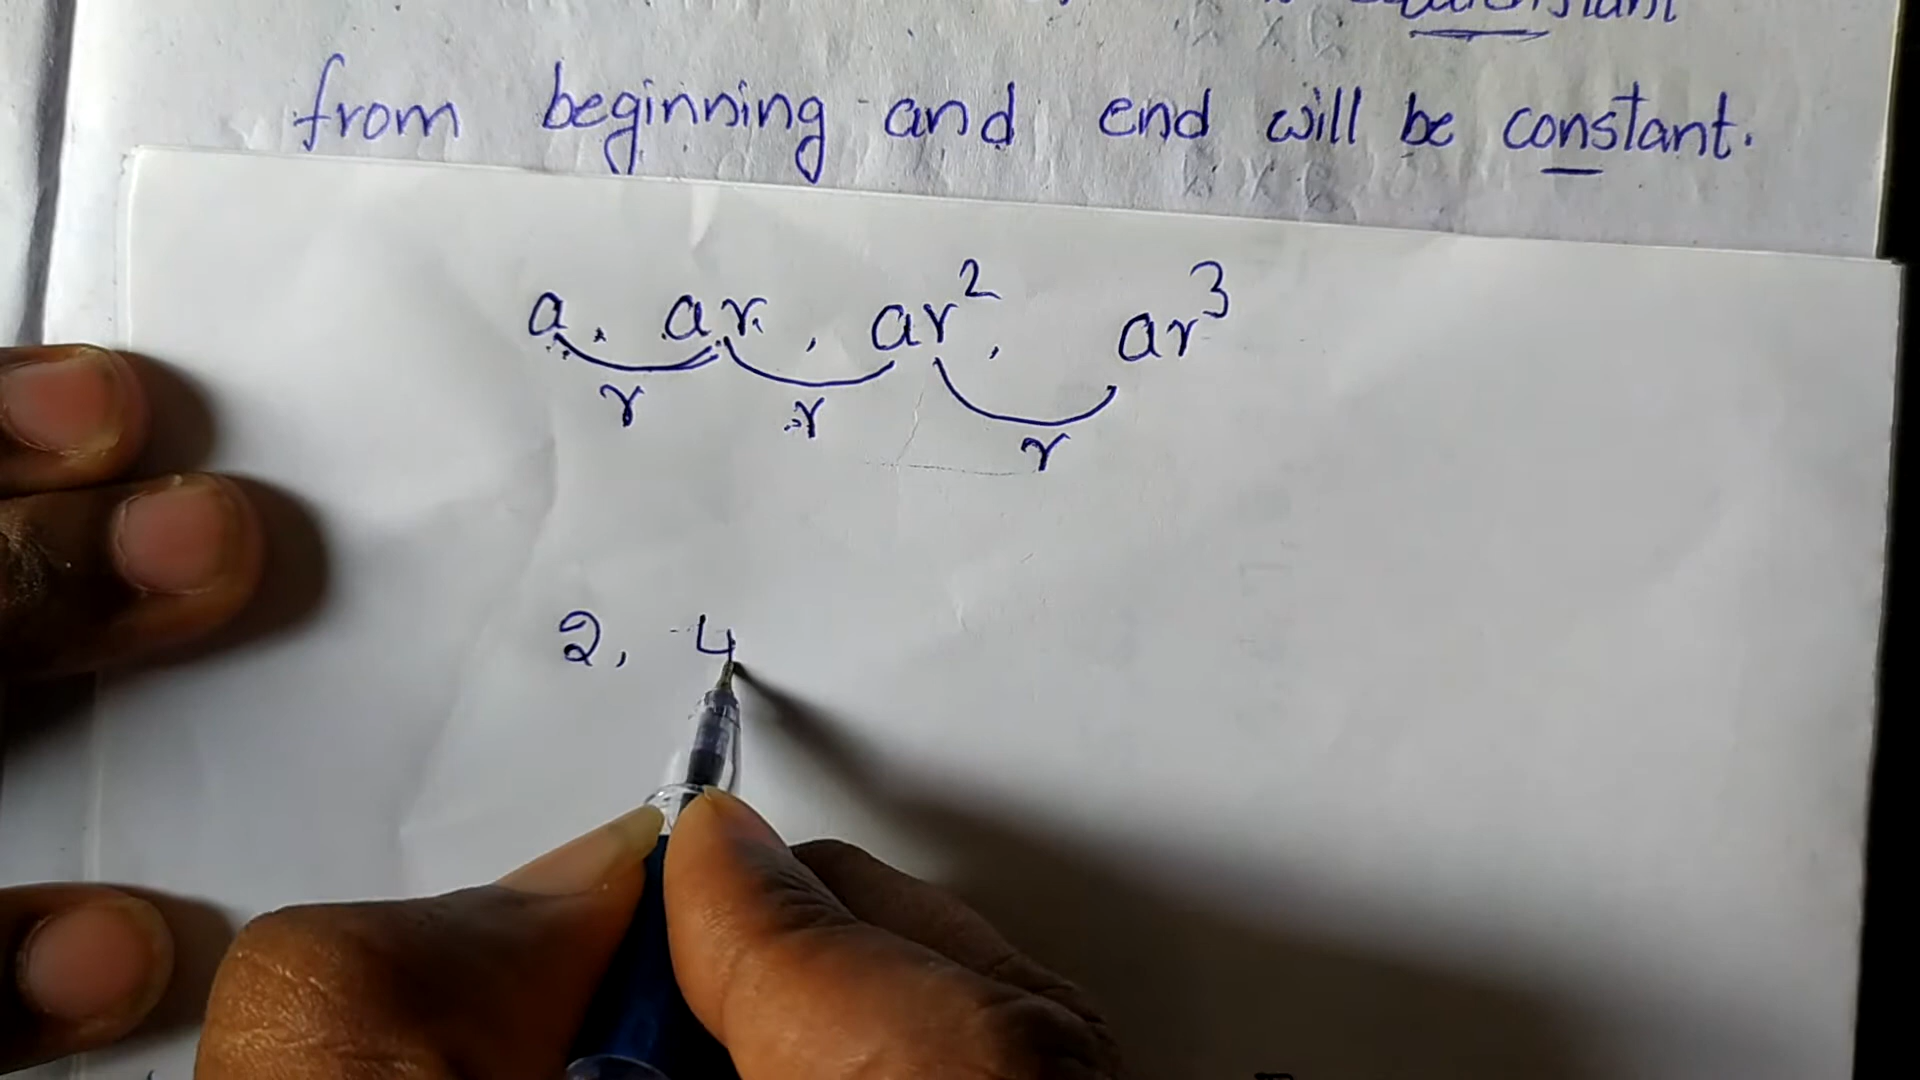 from beginning and end will be constant.
a, ar, ar², ar³
r r r
2, 4